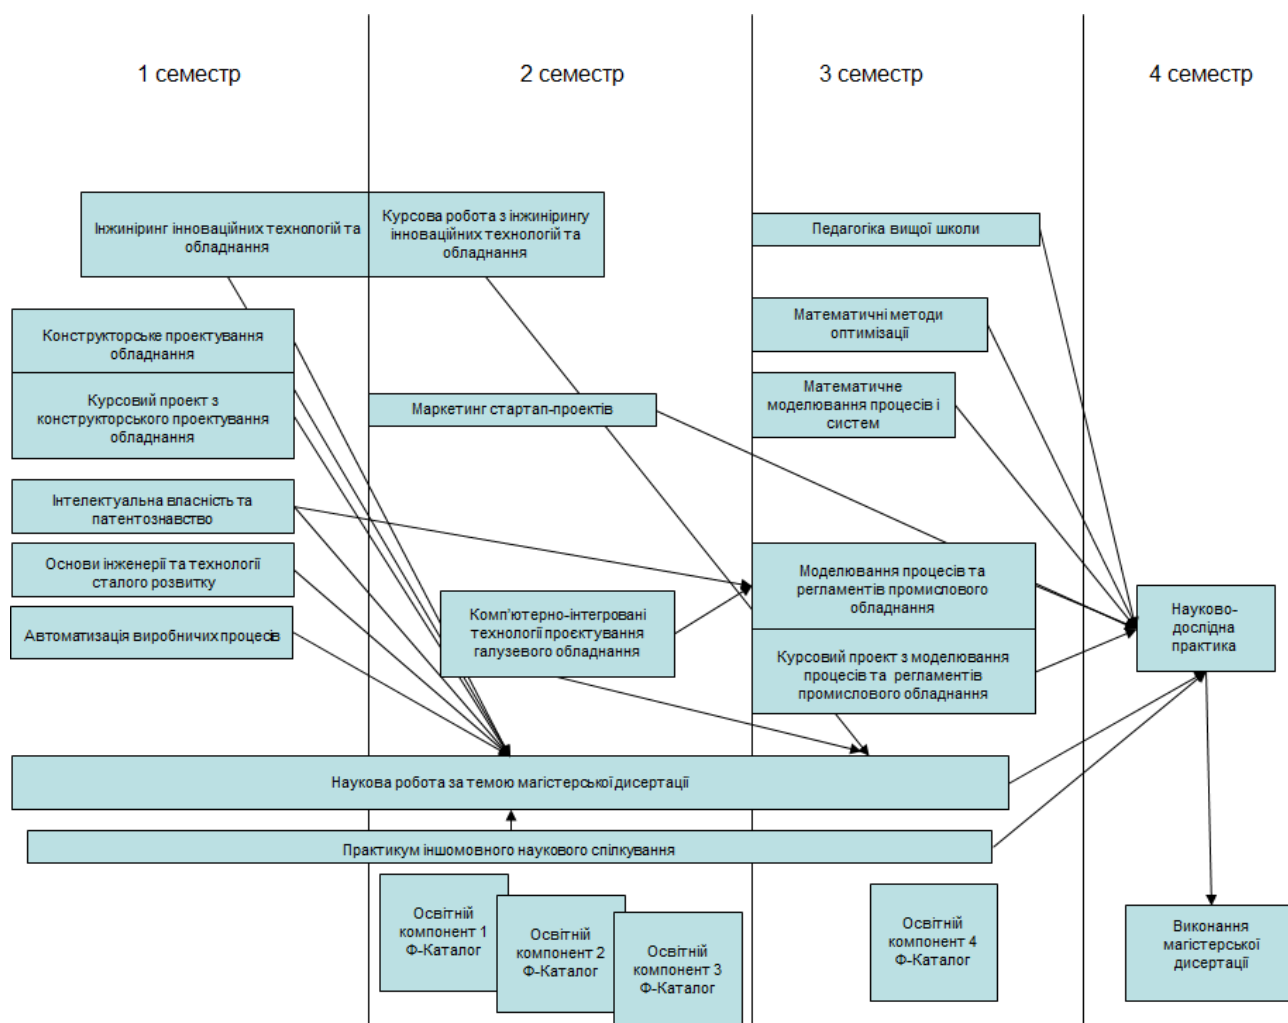 1 семестр
2 семестр
3 семестр
4 семестр
Інжиніринг інноваційних технологій та
обладнання
Курсова робота з інжинірингу
інноваційних технологій та
обладнання
Педагогіка вищої школи
Конструкторське проектування
обладнання
Математичні методи
оптимізації
Курсовий проект з
конструкторського проектування
обладнання
Маркетинг стартап-проектів
Математичне
моделювання процесів і
систем
Інтелектуальна власність та
патентознавство
Основи інженерії та технології
сталого розвитку
Автоматизація виробничих процесів
Комп'ютерно-інтегровані
технології проєктування
галузевого обладнання
Моделювання процесів та
регламентів промислового
обладнання
Курсовий проект з моделювання
процесів та регламентів
промислового обладнання
Науково-
дослідна
практика
Наукова робота за темою магістерської дисертації
Практикум іншомовного наукового спілкування
Освітній
компонент 1
Ф-Каталог
Освітній
компонент 2
Ф-Каталог
Освітній
компонент 3
Ф-Каталог
Освітній
компонент 4
Ф-Каталог
Виконання
магістерської
дисертації